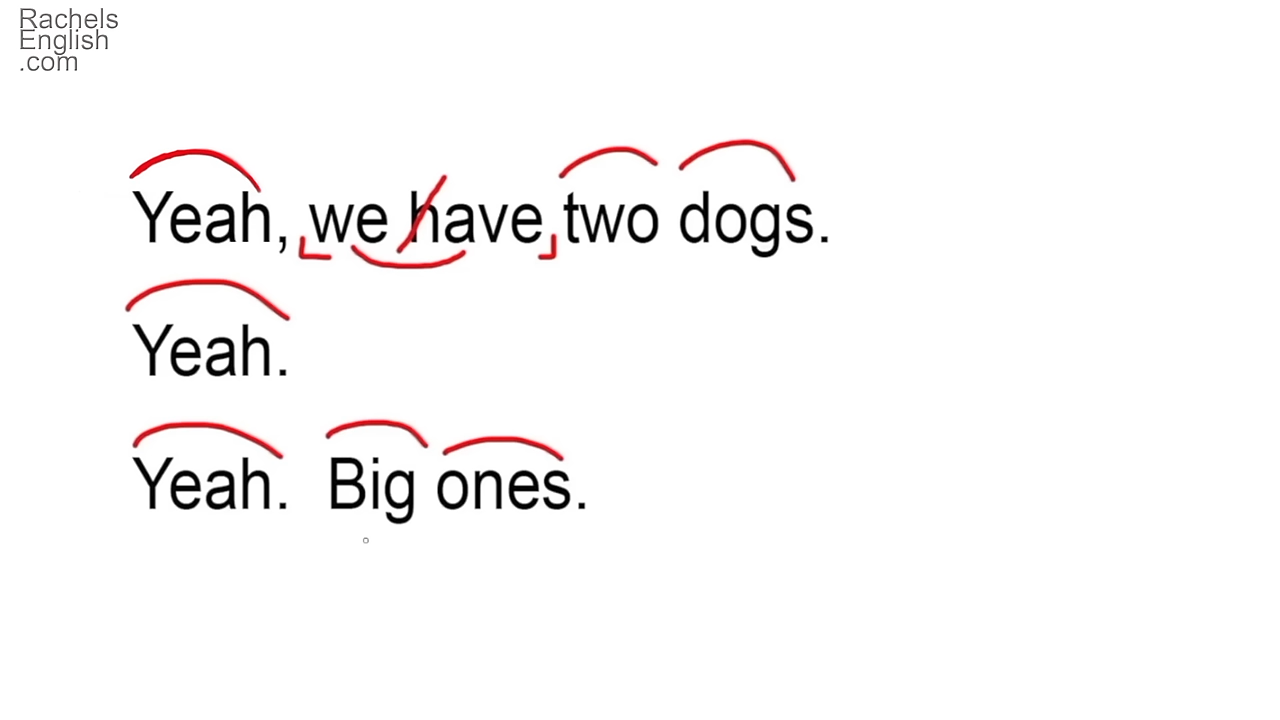 Rachels
English
.com
Yeah, we have two dogs.
Yeah.
Yeah. Big ones.